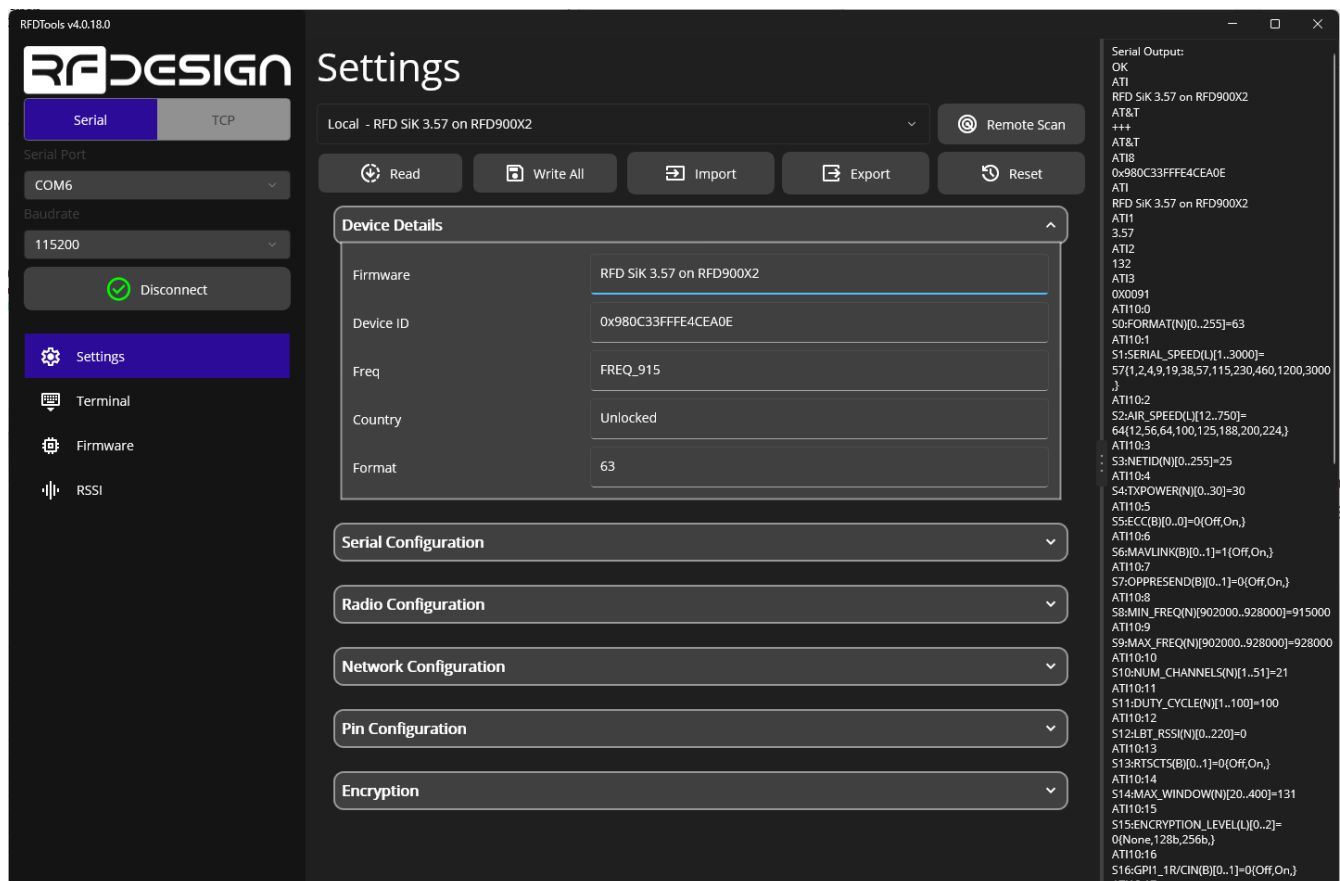 RFDTools v4.0.18.0
RFDESIGN
Serial
TCP
Serial Port
COM6
Baudrate
115200
Disconnect
Settings
Terminal
Firmware
RSSI
Settings
Local - RFD SiK 3.57 on RFD900X2
Remote Scan
Read
Write All
Import
Export
Reset
Device Details
Firmware
RFD SiK 3.57 on RFD900X2
Device ID
0x980C33FFFE4CEA0E
Freq
FREQ_915
Country
Unlocked
Format
63
Serial Configuration
Radio Configuration
Network Configuration
Pin Configuration
Encryption
Serial Output:
OK
ATI
RFD SiK 3.57 on RFD900X2
AT&T
+++
AT&T
ATI8
0x980C33FFFE4CEA0E
ATI
RFD SiK 3.57 on RFD900X2
ATI1
3.57
ATI2
132
ATI3
0X0091
ATI10:0
S0:FORMAT(N)[0..255]=63
ATI10:1
S1:SERIAL_SPEED(L)[1..3000]=
57{1,2,4,9,19,38,57,115,230,460,1200,3000
,}
ATI10:2
S2:AIR_SPEED(L)[12..750]=
64{12,56,64,100,125,188,200,224,}
ATI10:3
S3:NETID(N)[0..255]=25
ATI10:4
S4:TXPOWER(N)[0..30]=30
ATI10:5
S5:ECC(B)[0..0]=0{Off,On,}
ATI10:6
S6:MAVLINK(B)[0..1]=1{Off,On,}
ATI10:7
S7:OPPRESEND(B)[0..1]=0{Off,On,}
ATI10:8
S8:MIN_FREQ(N)[902000..928000]=915000
ATI10:9
S9:MAX_FREQ(N)[902000..928000]=928000
ATI10:10
S10:NUM_CHANNELS(N)[1..51]=21
ATI10:11
S11:DUTY_CYCLE(N)[1..100]=100
ATI10:12
S12:LBT_RSSI(N)[0..220]=0
ATI10:13
S13:RTSCTS(B)[0..1]=0{Off,On,}
ATI10:14
S14:MAX_WINDOW(N)[20..400]=131
ATI10:15
S15:ENCRYPTION_LEVEL(L)[0..2]=
0{None,128b,256b,}
ATI10:16
S16:GPI1_1R/CIN(B)[0..1]=0{Off,On,}